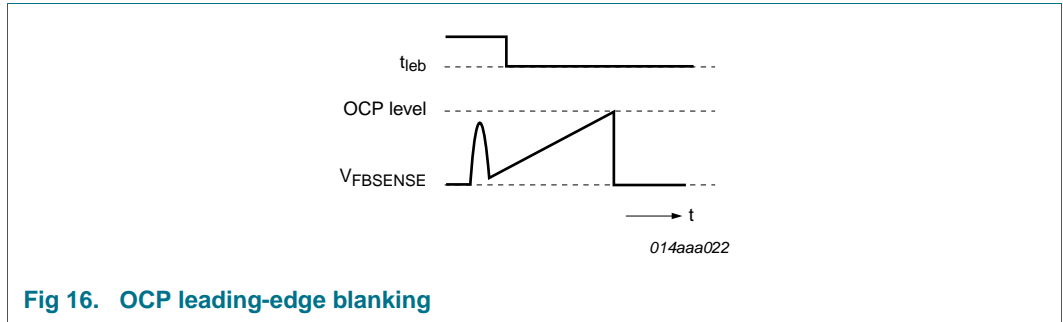 tleb
OCP level
VFBSENSE
t
014aaa022
Fig 16. OCP leading-edge blanking